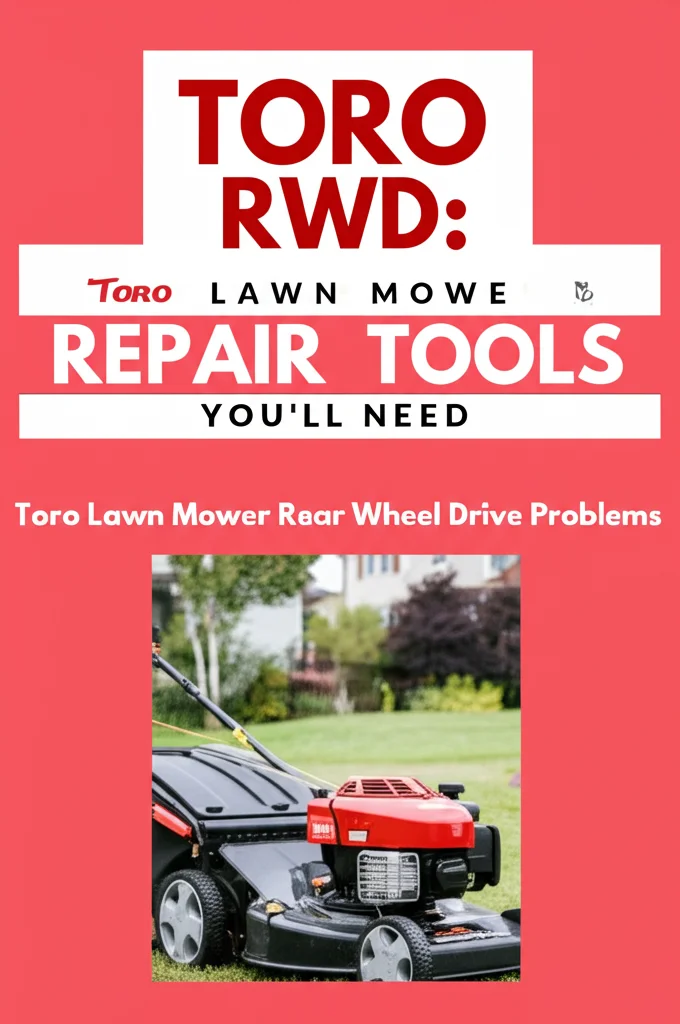 TORO
RWD:
TORO LAWN MOWE
REPAIR TOOLS
YOU'LL NEED
Toro Lawn Mower Rear Wheel Drive Problems